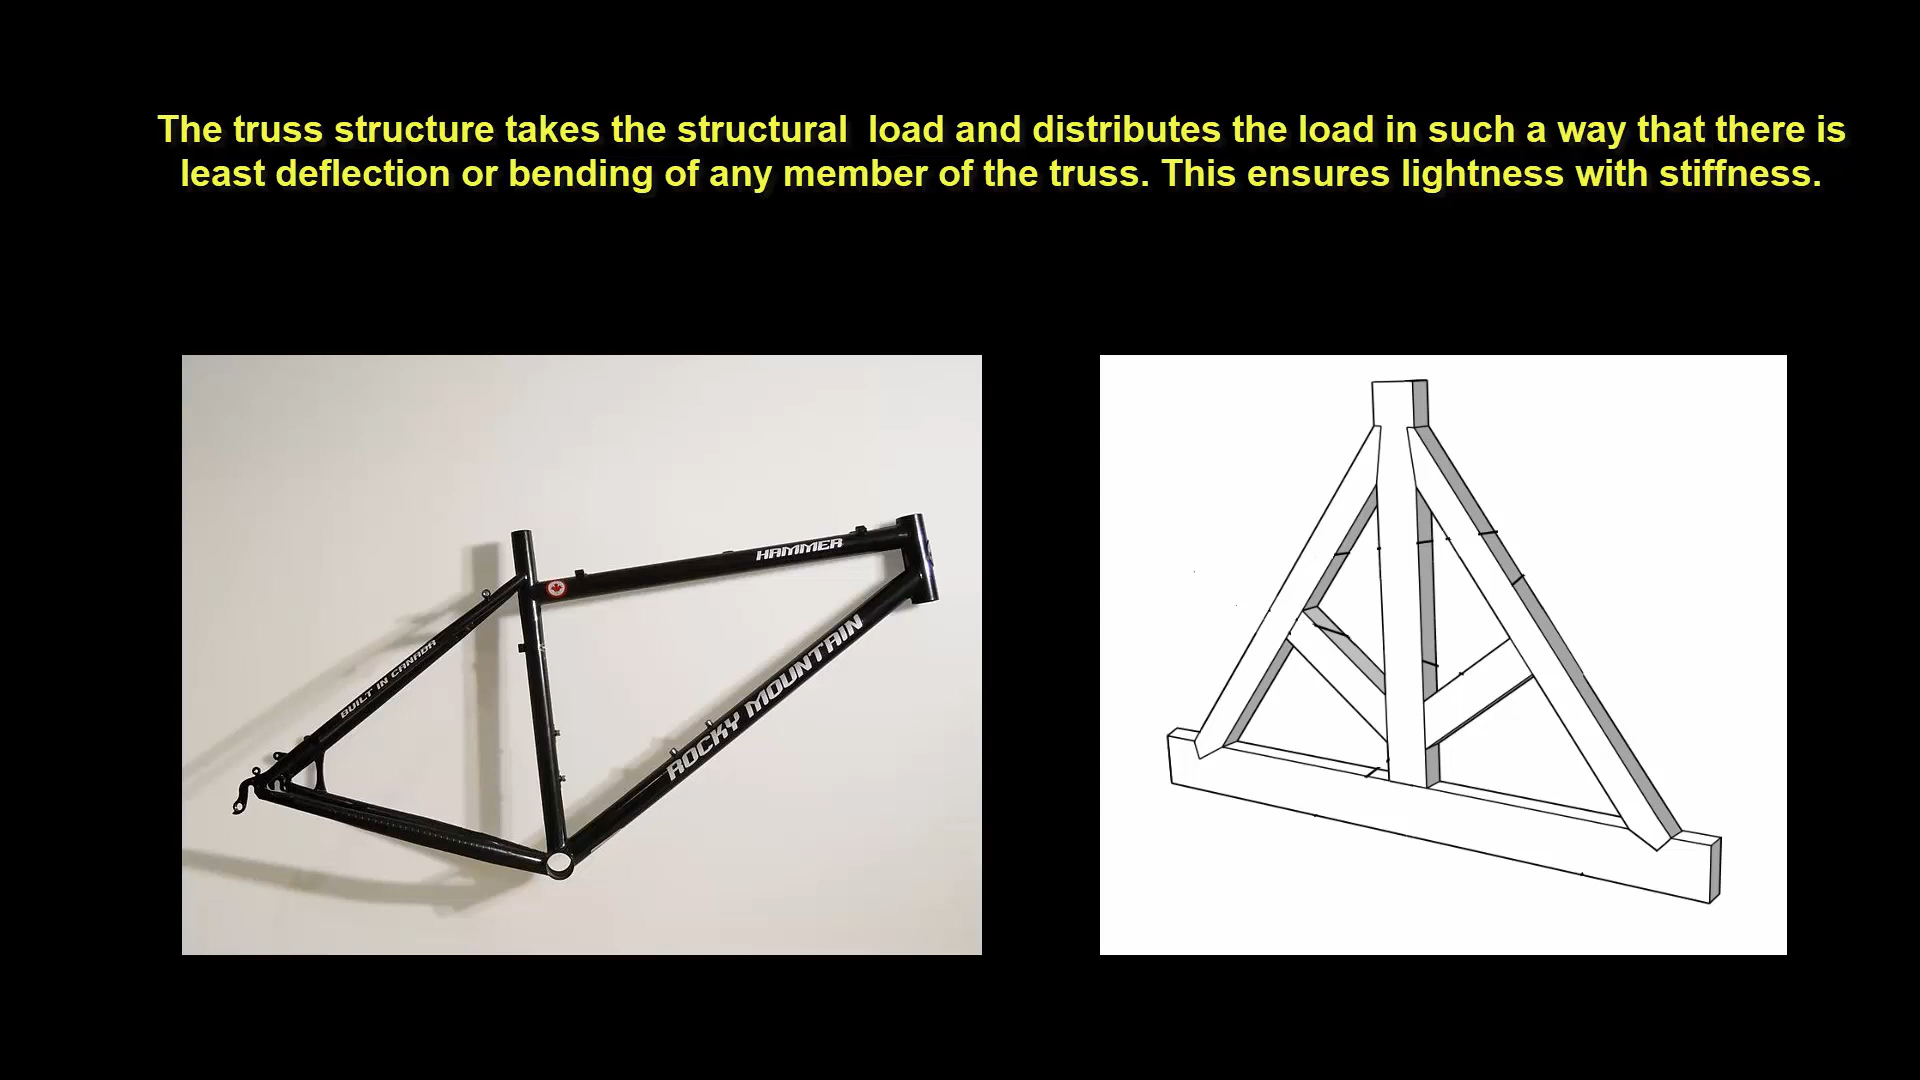 The truss structure takes the structural  load and distributes the load in such a way that there is
least deflection or bending of any member of the truss. This ensures lightness with stiffness.
HAMMER
ROCKY MOUNTAIN
BUILT IN CANADA